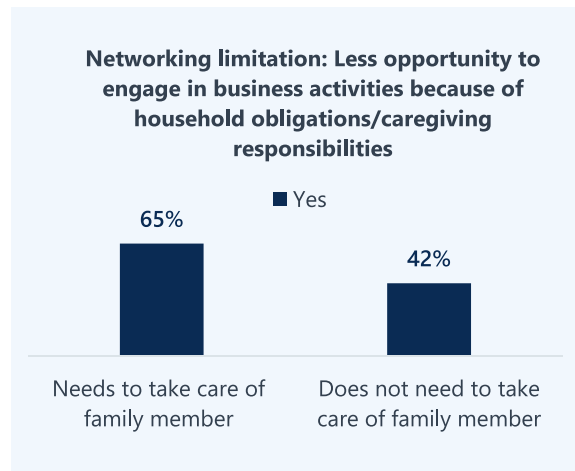 Networking limitation: Less opportunity to
engage in business activities because of
household obligations/caregiving
responsibilities
Yes
65%
42%
Needs to take care of
family member
Does not need to take
care of family member